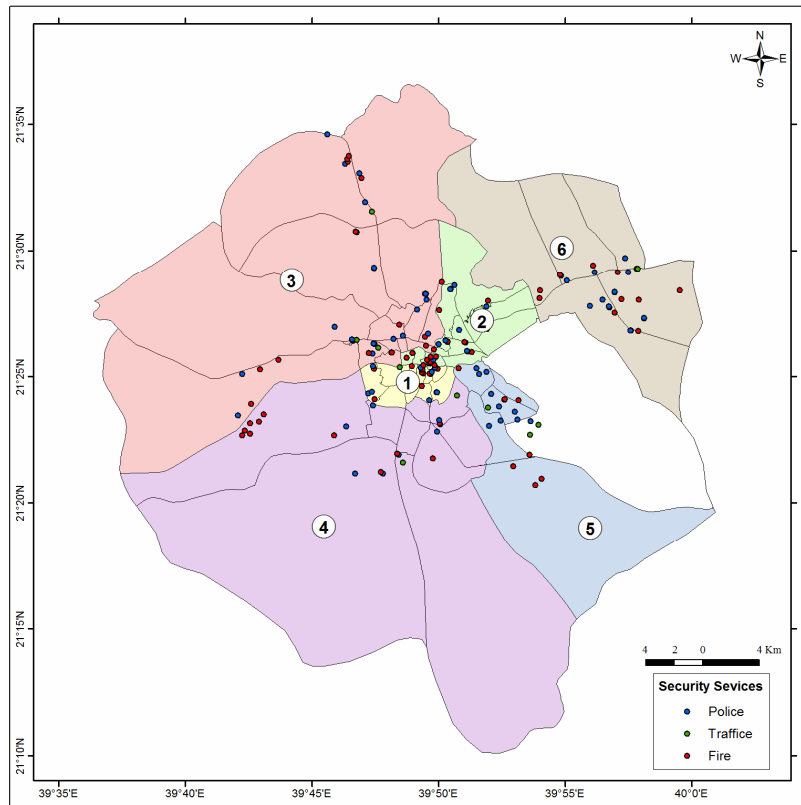 N
W E
S
21°35'N
21°30'N
21°25'N
21°20'N
21°15'N
21°10'N
6
3
2
1
4
5
4 2 0 4 Km
Security Sevices
Police
Traffice
Fire
39°35'E 39°40'E 39°45'E 39°50'E 39°55'E 40°0'E